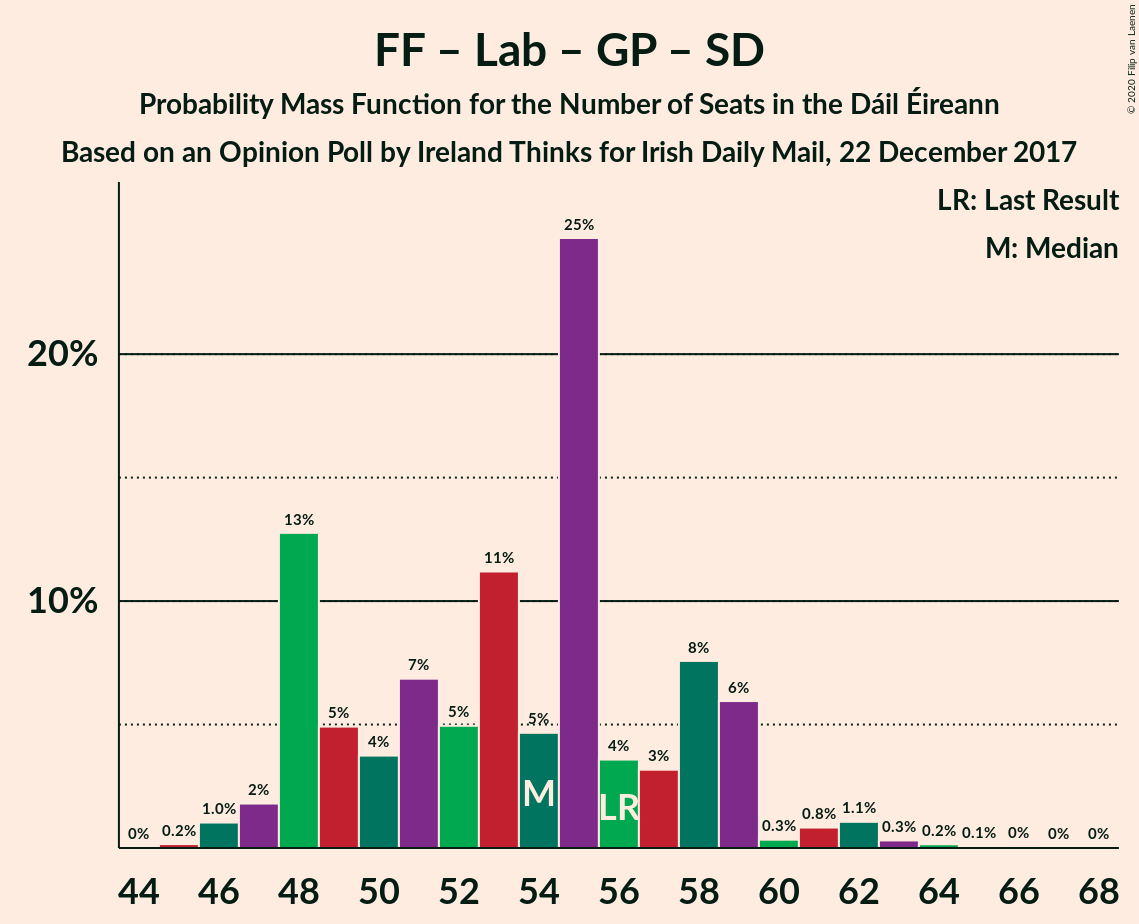 FF – Lab – GP – SD
Probability Mass Function for the Number of Seats in the Dáil Éireann
Based on an Opinion Poll by Ireland Thinks for Irish Daily Mail, 22 December 2017
© 2020 Filip van Laenen
LR: Last Result
M: Median
20%
10%
0% 0.2% 1.0% 2% 13% 5% 4% 7% 5% 11% 5% 25% 4% 3% 8% 6% 0.3% 0.8% 1.1% 0.3% 0.2% 0.1% 0% 0% 0%
M LR
44 46 48 50 52 54 56 58 60 62 64 66 68